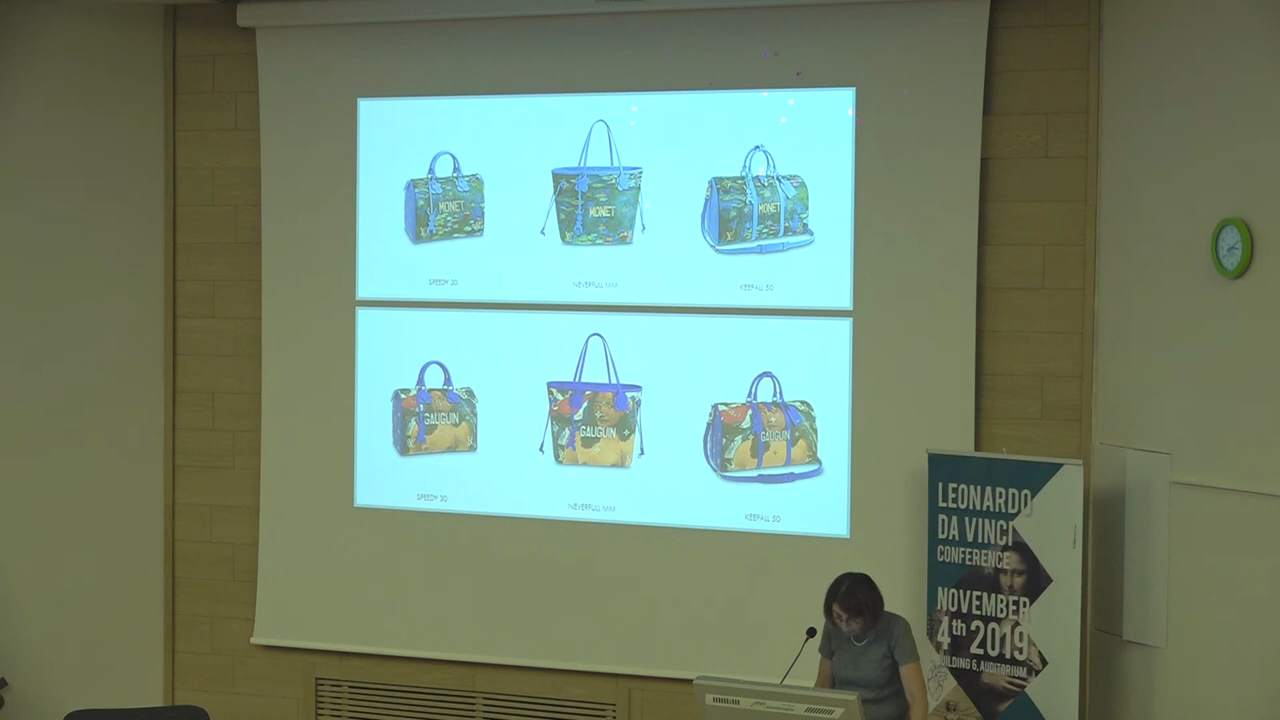 MONET
MONET
MONET
SPEEDY 30
NEVERFULL MM
KEEPALL 50
GAUGUIN
GAUGUIN
GAUGUIN
SPEEDY 30
NEVERFULL MM
KEEPALL 50
LEONARDO
DA VINCI
CONFERENCE
NOVEMBER
4th 2019
BUILDING 6, AUDITORIUM